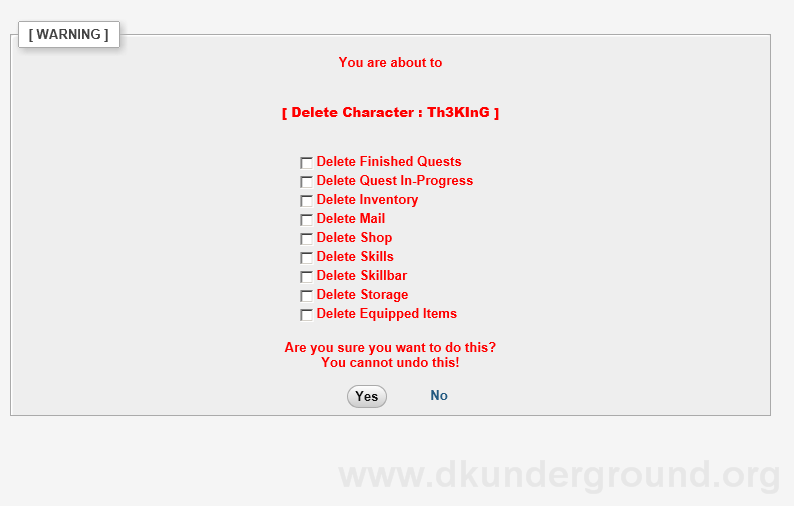 [ WARNING ]
You are about to
[ Delete Character : Th3KInG ]
Delete Finished Quests
Delete Quest In-Progress
Delete Inventory
Delete Mail
Delete Shop
Delete Skills
Delete Skillbar
Delete Storage
Delete Equipped Items
Are you sure you want to do this?
You cannot undo this!
Yes No
www.dkunderground.org